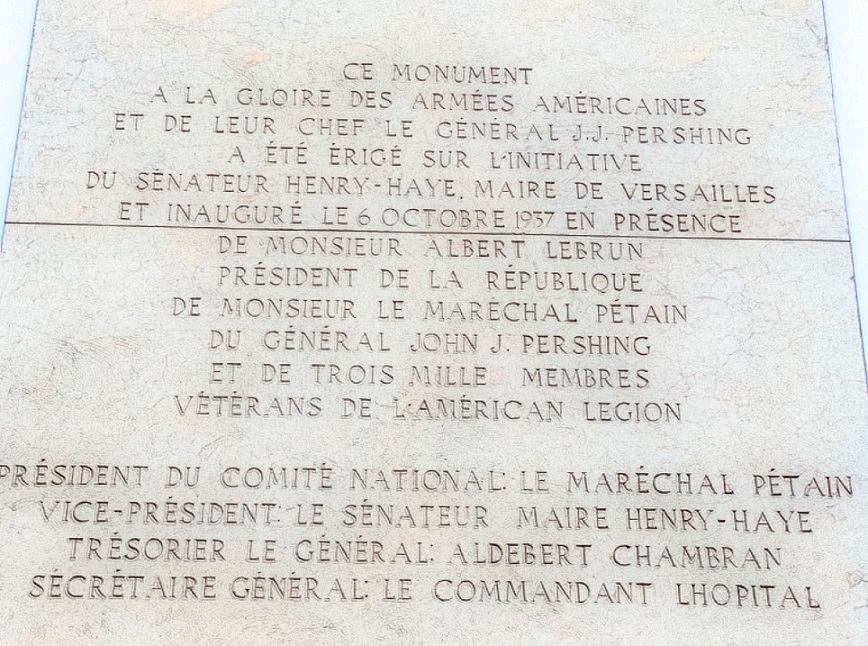 CE MONUMENT
A LA GLOIRE DES ARMÉES AMÉRICAINES
ET DE LEUR CHEF LE GÉNÉRAL J.J. PERSHING
A ÉTÉ ÉRIGÉ SUR L'INITIATIVE
DU SÉNATEUR HENRY-HAYE, MAIRE DE VERSAILLES
ET INAUGURÉ LE 6 OCTOBRE 1937 EN PRÉSENCE
DE MONSIEUR ALBERT LEBRUN
PRÉSIDENT DE LA RÉPUBLIQUE
DE MONSIEUR LE MARÉCHAL PÉTAIN
DU GÉNÉRAL JOHN J. PERSHING
ET DE TROIS MILLE MEMBRES
VÉTÉRANS DE L'AMÉRICAN LEGION
PRÉSIDENT DU COMITÉ NATIONAL: LE MARÉCHAL PÉTAIN
VICE-PRÉSIDENT: LE SÉNATEUR MAIRE HENRY-HAYE
TRÉSORIER LE GÉNÉRAL: ALDEBERT CHAMBRAN
SÉCRÉTAIRE GÉNÉRAL: LE COMMANDANT LHOPITAL